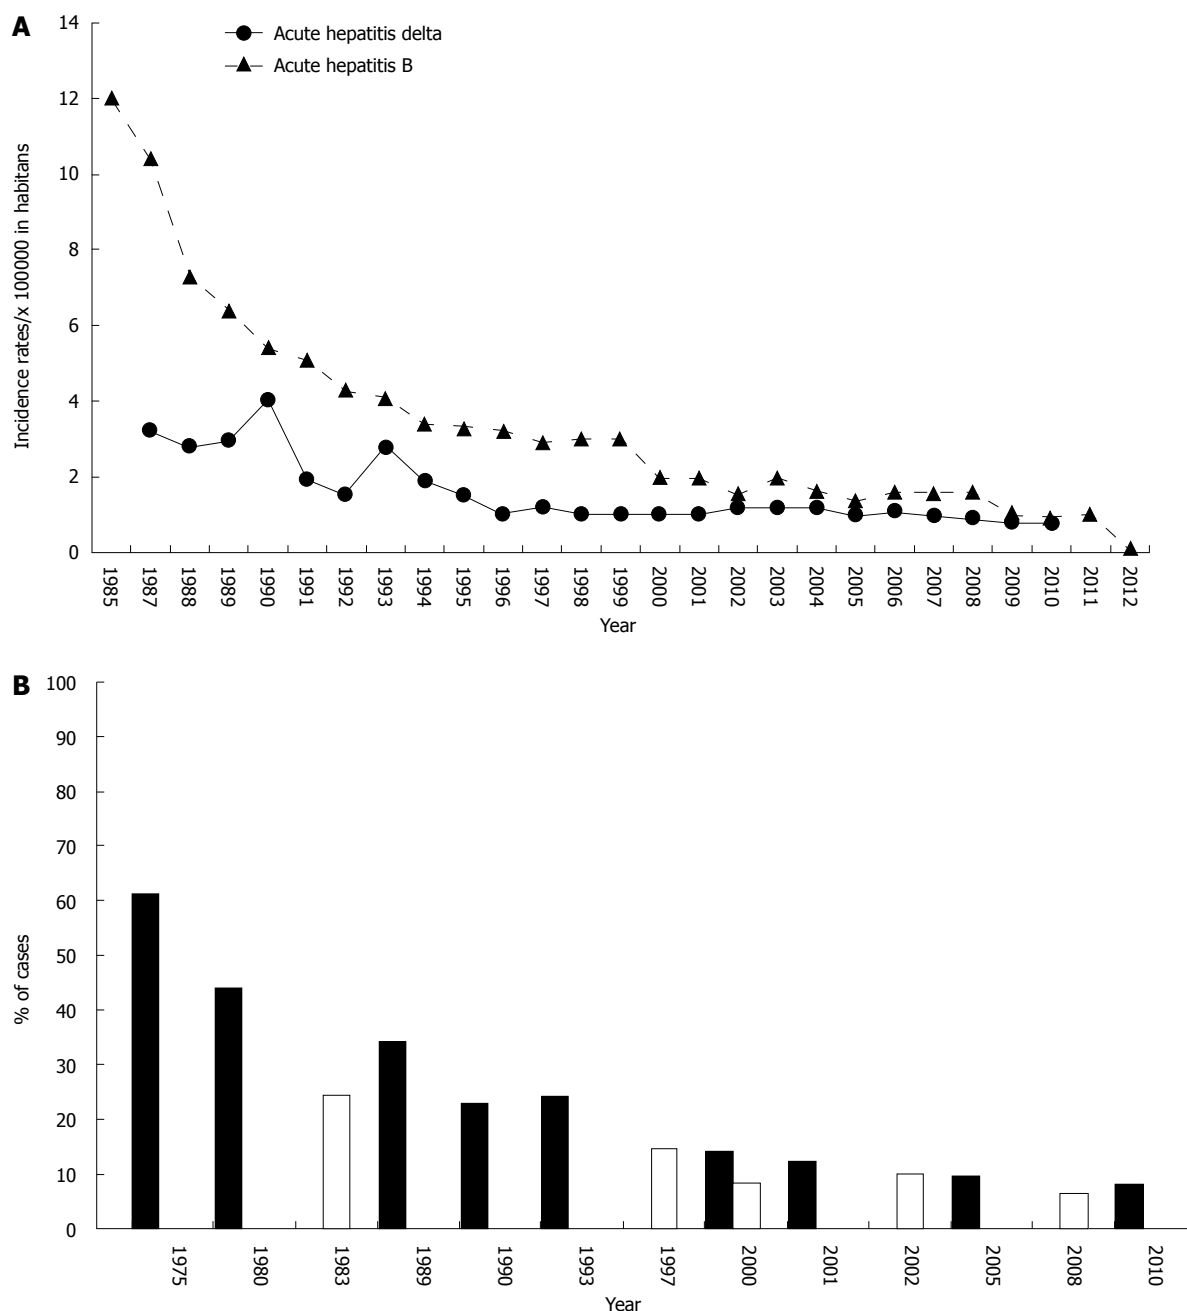 A
Acute hepatitis delta
Acute hepatitis B
Incidence rates/x 100000 in habitans
14
12
10
8
6
4
2
0
1985 1987 1988 1989 1990 1991 1992 1993 1994 1995 1996 1997 1998 1999 2000 2001 2002 2003 2004 2005 2006 2007 2008 2009 2010 2011 2012
Year
B
% of cases
100
90
80
70
60
50
40
30
20
10
0
1975 1980 1983 1989 1990 1993 1997 2000 2001 2002 2005 2008 2010
Year